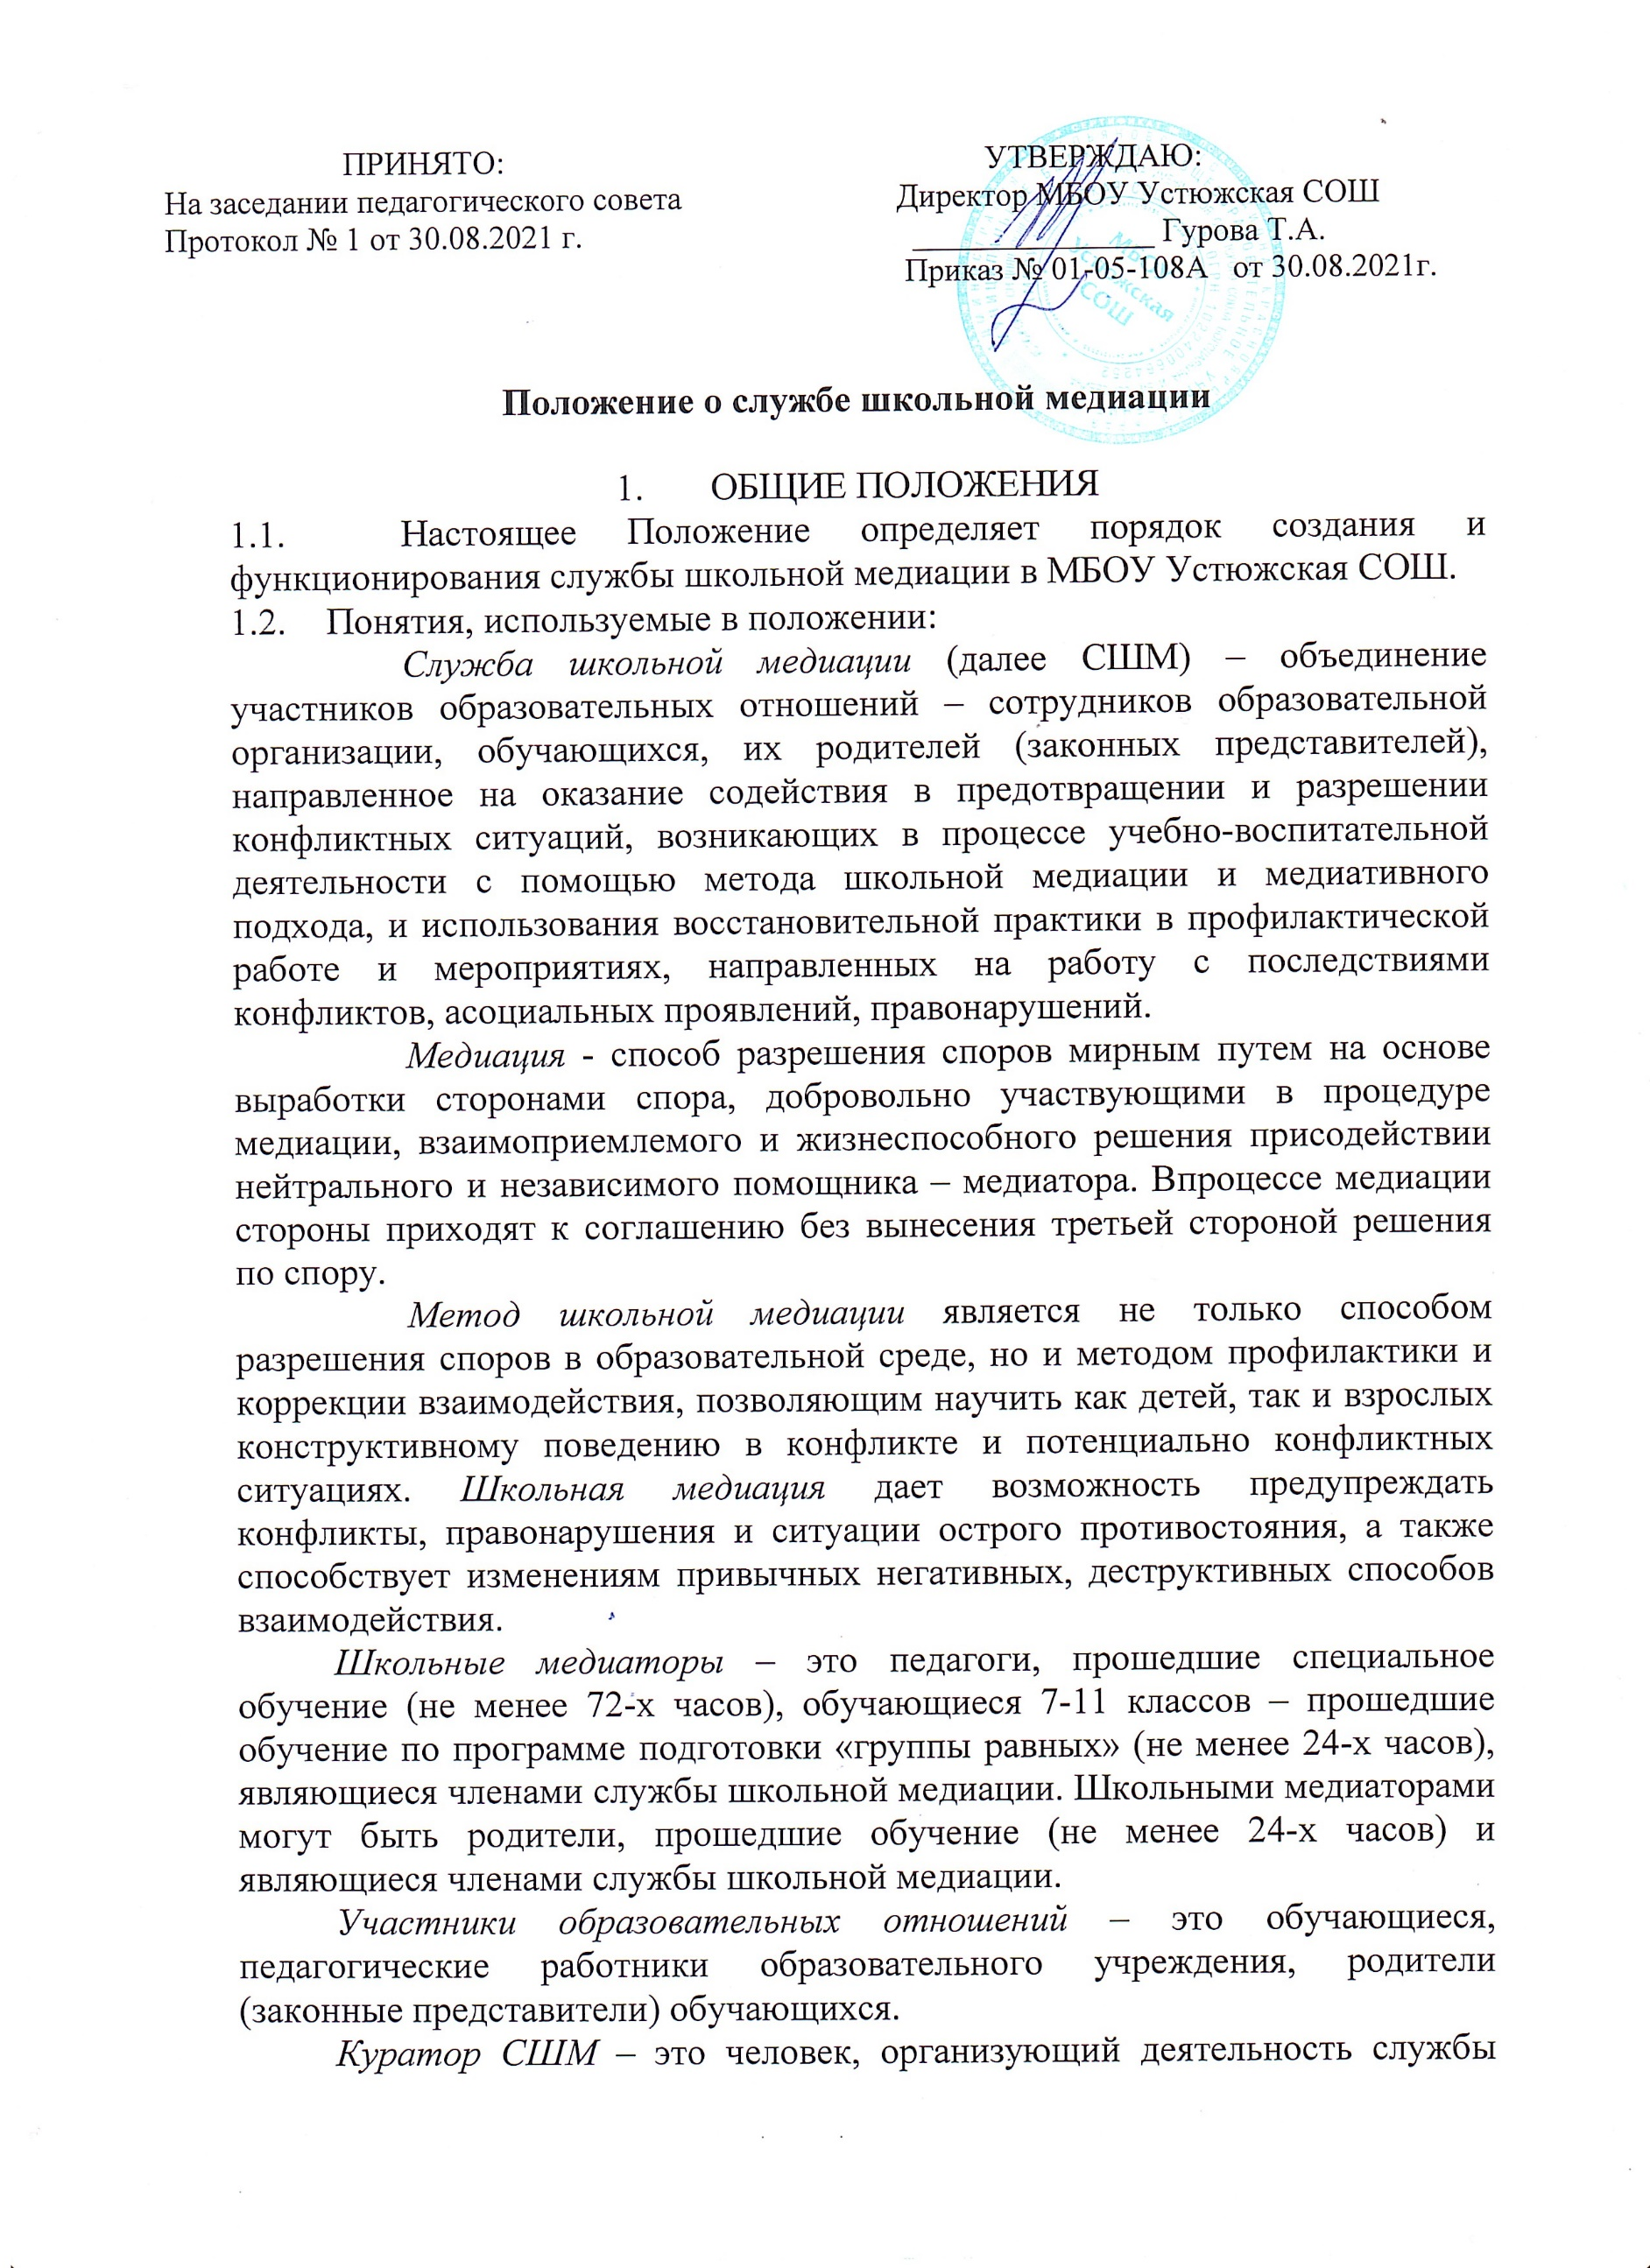 ПРИНЯТО:
На заседании педагогического совета
Протокол № 1 от 30.08.2021 г.
УТВЕРЖДАЮ:
Директор МБОУ Устюжская СОШ
______________ Гурова Т.А.
Приказ № 01-05-108А от 30.08.2021г.
МБОУ
Устюжская
СОШ
Положение о службе школьной медиации
1. ОБЩИЕ ПОЛОЖЕНИЯ
1.1. Настоящее Положение определяет порядок создания и
функционирования службы школьной медиации в МБОУ Устюжская СОШ.
1.2. Понятия, используемые в положении:
Служба школьной медиации (далее СШМ) – объединение
участников образовательных отношений – сотрудников образовательной
организации, обучающихся, их родителей (законных представителей),
направленное на оказание содействия в предотвращении и разрешении
конфликтных ситуаций, возникающих в процессе учебно-воспитательной
деятельности с помощью метода школьной медиации и медиативного
подхода, и использования восстановительной практики в профилактической
работе и мероприятиях, направленных на работу с последствиями
конфликтов, асоциальных проявлений, правонарушений.
Медиация - способ разрешения споров мирным путем на основе
выработки сторонами спора, добровольно участвующими в процедуре
медиации, взаимоприемлемого и жизнеспособного решения присодействии
нейтрального и независимого помощника – медиатора. Впроцессе медиации
стороны приходят к соглашению без вынесения третьей стороной решения
по спору.
Метод школьной медиации является не только способом
разрешения споров в образовательной среде, но и методом профилактики и
коррекции взаимодействия, позволяющим научить как детей, так и взрослых
конструктивному поведению в конфликте и потенциально конфликтных
ситуациях. Школьная медиация дает возможность предупреждать
конфликты, правонарушения и ситуации острого противостояния, а также
способствует изменениям привычных негативных, деструктивных способов
взаимодействия.
Школьные медиаторы – это педагоги, прошедшие специальное
обучение (не менее 72-х часов), обучающиеся 7-11 классов – прошедшие
обучение по программе подготовки «группы равных» (не менее 24-х часов),
являющиеся членами службы школьной медиации. Школьными медиаторами
могут быть родители, прошедшие обучение (не менее 24-х часов) и
являющиеся членами службы школьной медиации.
Участники образовательных отношений – это обучающиеся,
педагогические работники образовательного учреждения, родители
(законные представители) обучающихся.
Куратор СШМ – это человек, организующий деятельность службы